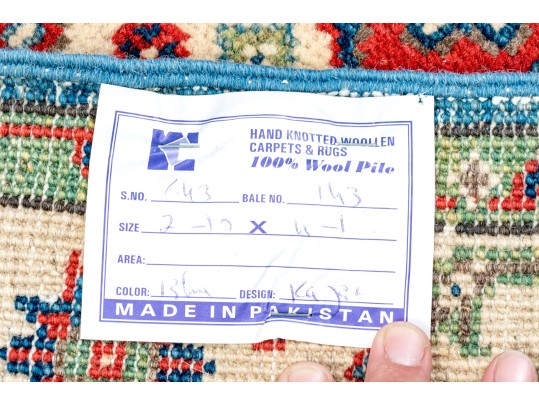 HAND KNOTTED WOOLLEN
CARPETS & RUGS
100% Wool Pile
S.NO. 643 BALE NO. 143
SIZE 2-10 X 4-1
AREA:
COLOR: DESIGN:
MADE IN PAKISTAN